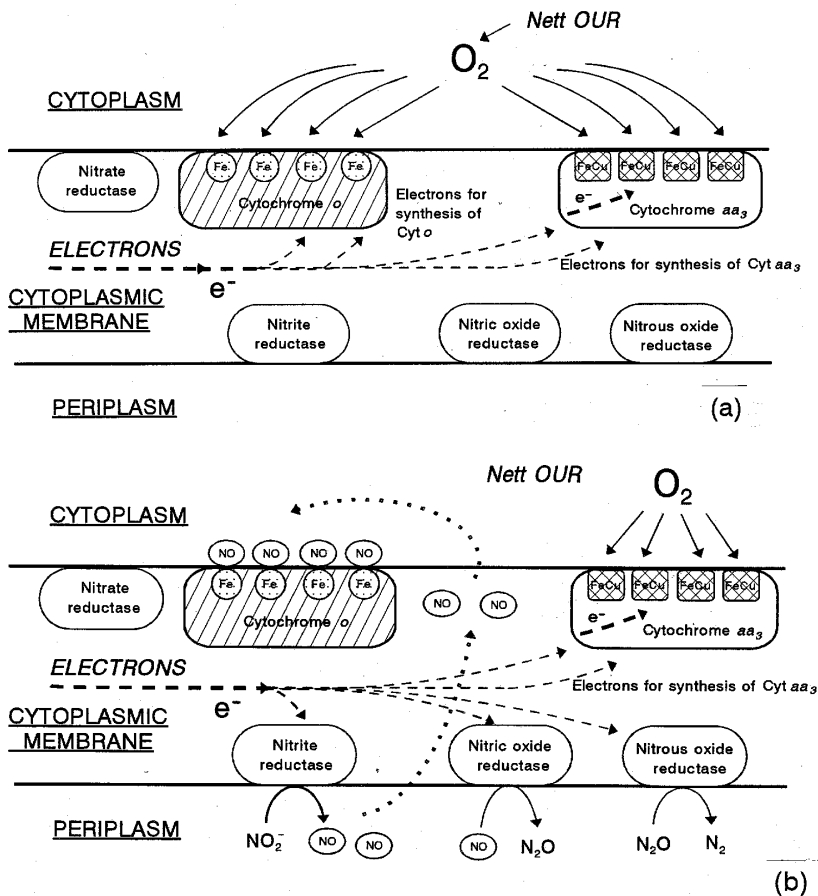 Nett OUR
O₂
CYTOPLASM
Nitrate
reductase
Fe Fe Fe Fe
Cytochrome o
Electrons for
synthesis of
Cyt o
FeCu FeCu FeCu FeCu
e⁻
Cytochrome aa₃
ELECTRONS
e⁻
Electrons for synthesis of Cyt aa₃
CYTOPLASMIC
MEMBRANE
Nitrite
reductase
Nitric oxide
reductase
Nitrous oxide
reductase
PERIPLASM
(a)
Nett OUR
O₂
CYTOPLASM
NO NO NO NO
Nitrate
reductase
Fe Fe Fe Fe
Cytochrome o
NO NO
FeCu FeCu FeCu FeCu
e⁻
Cytochrome aa₃
ELECTRONS
e⁻
Electrons for synthesis of Cyt aa₃
CYTOPLASMIC
MEMBRANE
Nitrite
reductase
Nitric oxide
reductase
Nitrous oxide
reductase
PERIPLASM
NO₂⁻ NO NO
NO N₂O
N₂O N₂
(b)